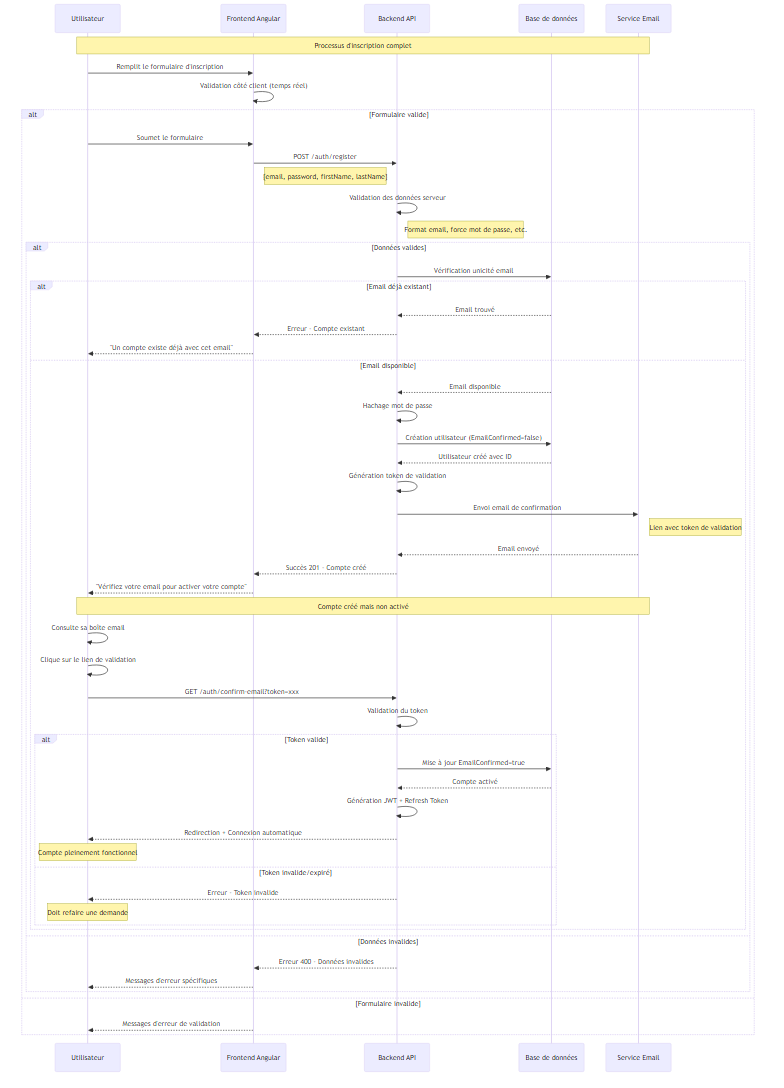 Utilisateur
Frontend Angular
Backend API
Base de données
Service Email
Processus d'inscription complet
Remplit le formulaire d'inscription
Validation côté client (temps réel)
alt
[Formulaire valide]
Soumet le formulaire
POST /auth/register
[email, password, firstName, lastName]
Validation des données serveur
Format email, force mot de passe, etc.
alt
[Données valides]
Vérification unicité email
alt
[Email déjà existant]
Email trouvé
Erreur - Compte existant
"Un compte existe déjà avec cet email"
[Email disponible]
Email disponible
Hachage mot de passe
Création utilisateur (EmailConfirmed=false)
Utilisateur créé avec ID
Génération token de validation
Envoi email de confirmation
Lien avec token de validation
Email envoyé
Succès 201 - Compte créé
"Vérifiez votre email pour activer votre compte"
Compte créé mais non activé
Consulte sa boîte email
Clique sur le lien de validation
GET /auth/confirm-email?token=xxx
Validation du token
alt
[Token valide]
Mise à jour EmailConfirmed=true
Compte activé
Génération JWT + Refresh Token
Redirection + Connexion automatique
Compte pleinement fonctionnel
[Token invalide/expiré]
Erreur - Token invalide
Doit refaire une demande
[Données invalides]
Erreur 400 - Données invalides
Messages d'erreur spécifiques
[Formulaire invalide]
Messages d'erreur de validation
Utilisateur
Frontend Angular
Backend API
Base de données
Service Email